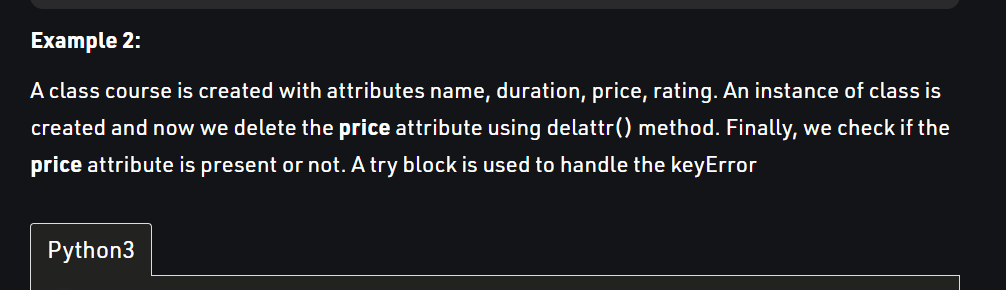 Example 2:
A class course is created with attributes name, duration, price, rating. An instance of class is
created and now we delete the price attribute using delattr() method. Finally, we check if the
price attribute is present or not. A try block is used to handle the keyError
Python3